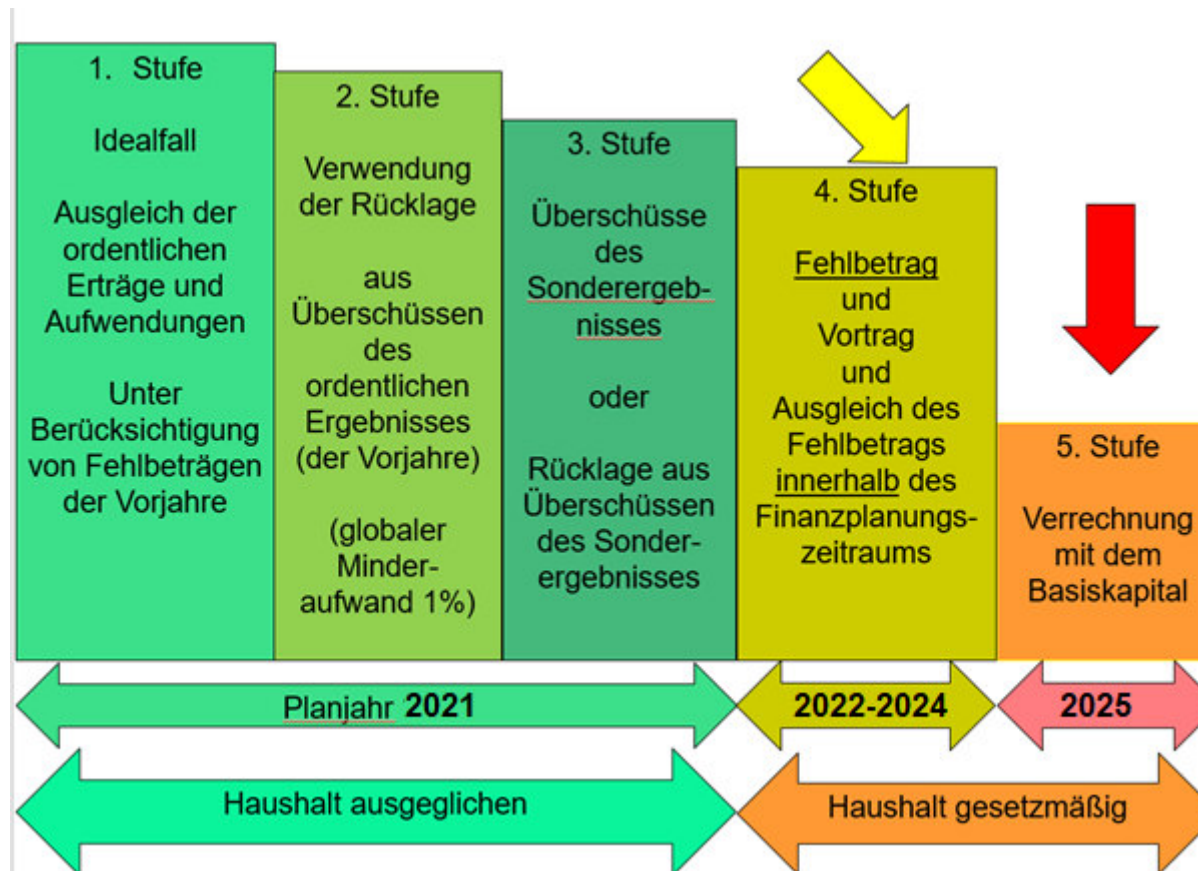 1. Stufe
Idealfall
Ausgleich der
ordentlichen
Erträge und
Aufwendungen
Unter
Berücksichtigung
von Fehlbeträgen
der Vorjahre
2. Stufe
Verwendung
der Rücklage
aus
Überschüssen
des
ordentlichen
Ergebnisses
(der Vorjahre)
(globaler
Minder-
aufwand 1%)
3. Stufe
Überschüsse
des
Sonderergeb-
nisses
oder
Rücklage aus
Überschüssen
des Sonder-
ergebnisses
4. Stufe
Fehlbetrag
und
Vortrag
und
Ausgleich des
Fehlbetrags
innerhalb des
Finanzplanungs-
zeitraums
5. Stufe
Verrechnung
mit dem
Basiskapital
Planjahr 2021
2022-2024
2025
Haushalt ausgeglichen
Haushalt gesetzmäßig